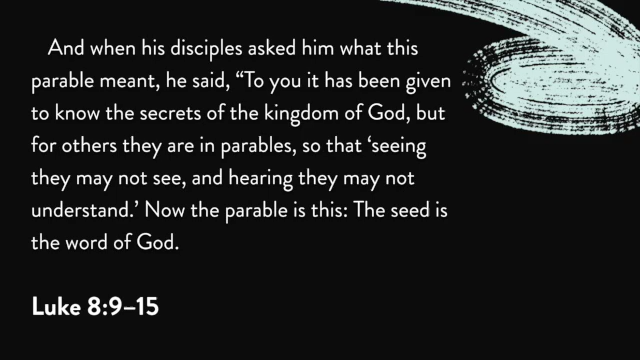 And when his disciples asked him what this
parable meant, he said, “To you it has been given
to know the secrets of the kingdom of God, but
for others they are in parables, so that ‘seeing
they may not see, and hearing they may not
understand.’ Now the parable is this: The seed is
the word of God.
Luke 8:9–15